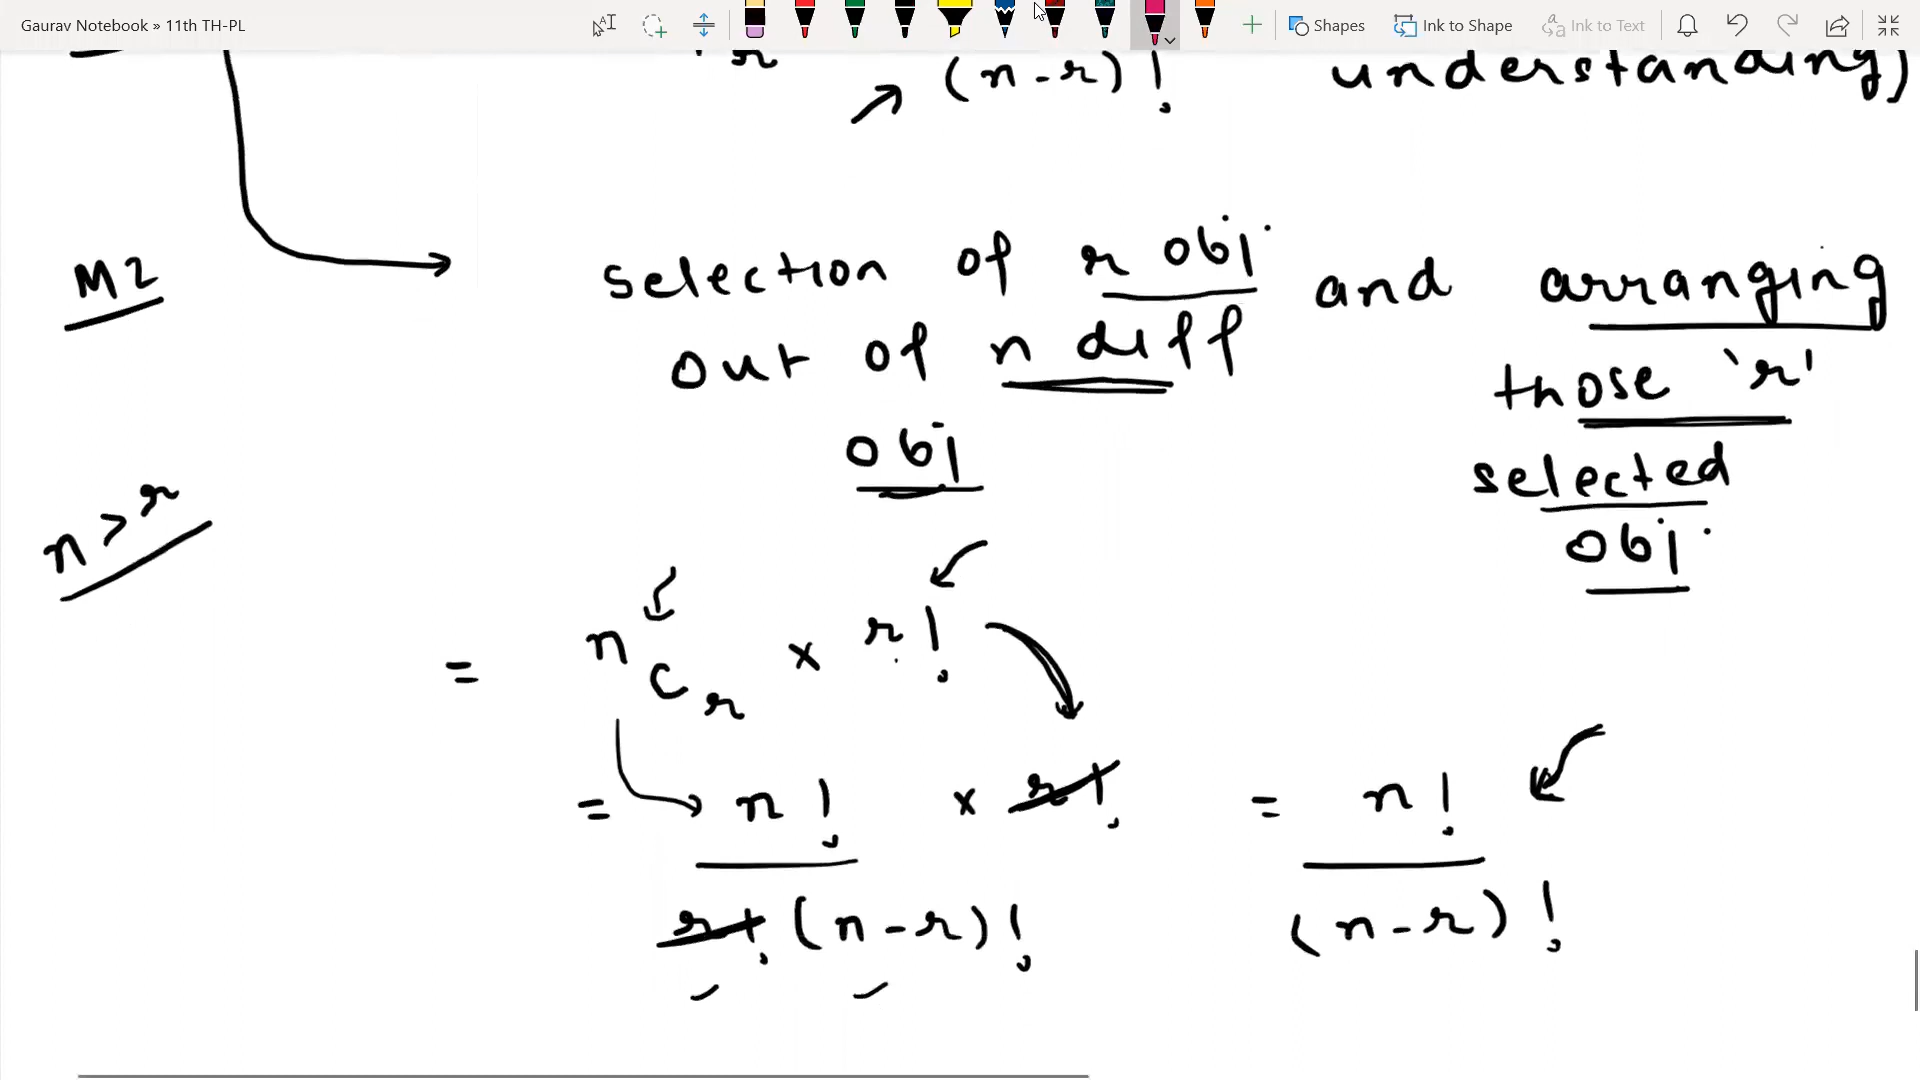 Gaurav Notebook » 11th TH-PL
Shapes
Ink to Shape
Ink to Text
r
(n-r)!
understanding)
M2
selection of r obj.
out of n diff
obj
and arranging
those 'r'
selected
obj.
n > r
= nCr × r!
= n! × r! = n!
r! (n-r)! (n-r)!